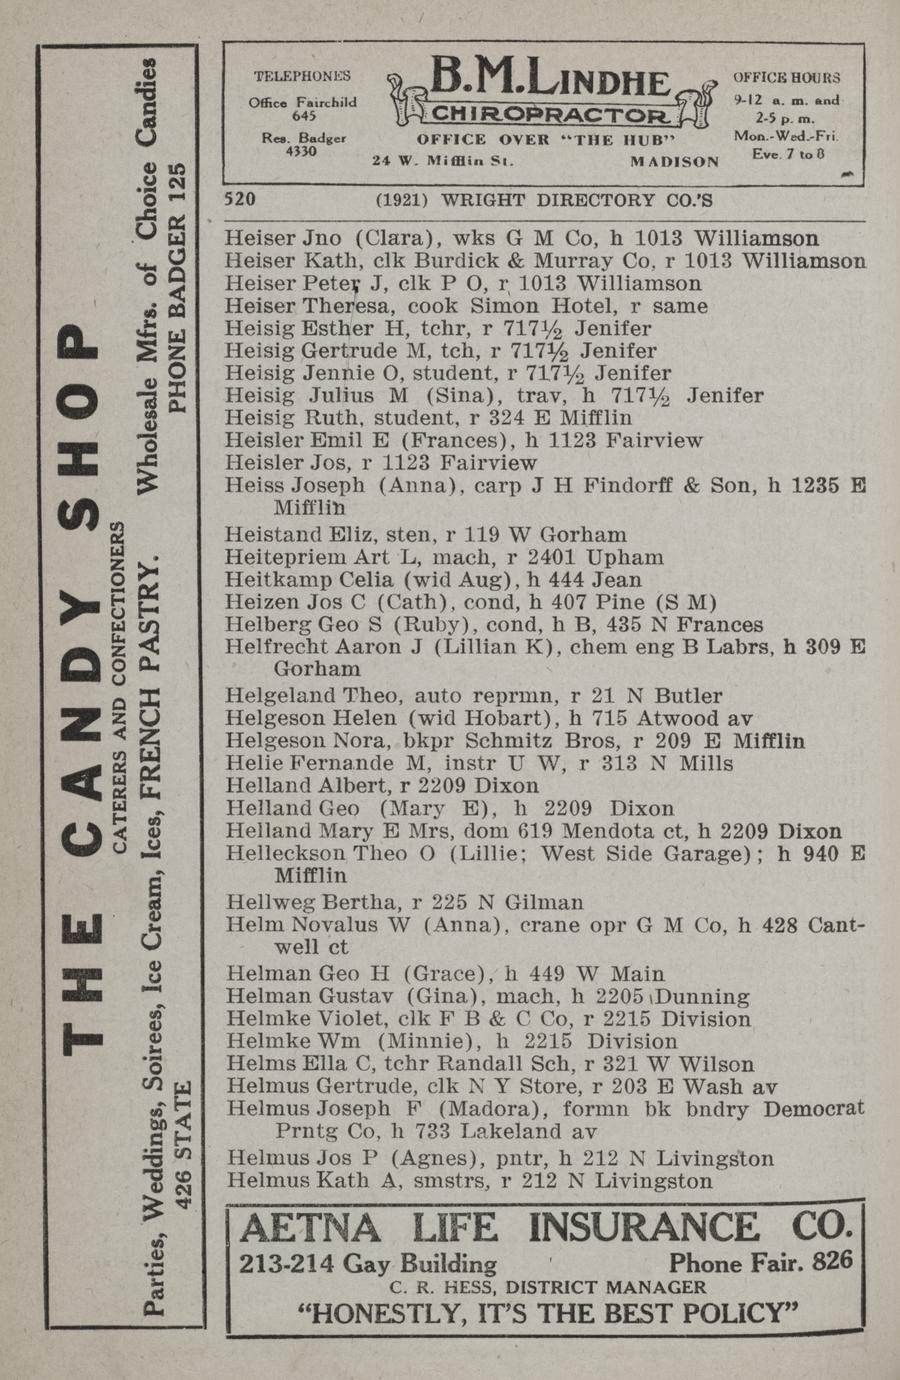 THE CANDY SHOP
CATERERS AND CONFECTIONERS
Parties, Weddings, Soirees, Ice Cream, Ices, FRENCH PASTRY. Wholesale Mfrs. of Choice Candies
426 STATE PHONE BADGER 125
TELEPHONES
Office Fairchild
645
Res. Badger
4330
B.M.LINDHE
CHIROPRACTOR
OFFICE OVER "THE HUB"
24 W. Mifflin St. MADISON
OFFICE HOURS
9-12 a. m. and
2-5 p. m.
Mon.-Wed.-Fri.
Eve. 7 to 8
520 (1921) WRIGHT DIRECTORY CO.'S
Heiser Jno (Clara), wks G M Co, h 1013 Williamson
Heiser Kath, clk Burdick & Murray Co, r 1013 Williamson
Heiser Peter J, clk P O, r 1013 Williamson
Heiser Theresa, cook Simon Hotel, r same
Heisig Esther H, tchr, r 717½ Jenifer
Heisig Gertrude M, tch, r 717½ Jenifer
Heisig Jennie O, student, r 717½ Jenifer
Heisig Julius M (Sina), trav, h 717½ Jenifer
Heisig Ruth, student, r 324 E Mifflin
Heisler Emil E (Frances), h 1123 Fairview
Heisler Jos, r 1123 Fairview
Heiss Joseph (Anna), carp J H Findorff & Son, h 1235 E
Mifflin
Heistand Eliz, sten, r 119 W Gorham
Heitepriem Art L, mach, r 2401 Upham
Heitkamp Celia (wid Aug), h 444 Jean
Heizen Jos C (Cath), cond, h 407 Pine (S M)
Helberg Geo S (Ruby), cond, h B, 435 N Frances
Helfrecht Aaron J (Lillian K), chem eng B Labrs, h 309 E
Gorham
Helgeland Theo, auto reprmn, r 21 N Butler
Helgeson Helen (wid Hobart), h 715 Atwood av
Helgeson Nora, bkpr Schmitz Bros, r 209 E Mifflin
Helie Fernande M, instr U W, r 313 N Mills
Helland Albert, r 2209 Dixon
Helland Geo (Mary E), h 2209 Dixon
Helland Mary E Mrs, dom 619 Mendota ct, h 2209 Dixon
Helleckson Theo O (Lillie; West Side Garage); h 940 E
Mifflin
Hellweg Bertha, r 225 N Gilman
Helm Novalus W (Anna), crane opr G M Co, h 428 Cant-
well ct
Helman Geo H (Grace), h 449 W Main
Helman Gustav (Gina), mach, h 2205 Dunning
Helmke Violet, clk F B & C Co, r 2215 Division
Helmke Wm (Minnie), h 2215 Division
Helms Ella C, tchr Randall Sch, r 321 W Wilson
Helmus Gertrude, clk N Y Store, r 203 E Wash av
Helmus Joseph F (Madora), formn bk bndry Democrat
Prntg Co, h 733 Lakeland av
Helmus Jos P (Agnes), pntr, h 212 N Livingston
Helmus Kath A, smstrs, r 212 N Livingston
AETNA LIFE INSURANCE CO.
213-214 Gay Building Phone Fair. 826
C. R. HESS, DISTRICT MANAGER
"HONESTLY, IT'S THE BEST POLICY"